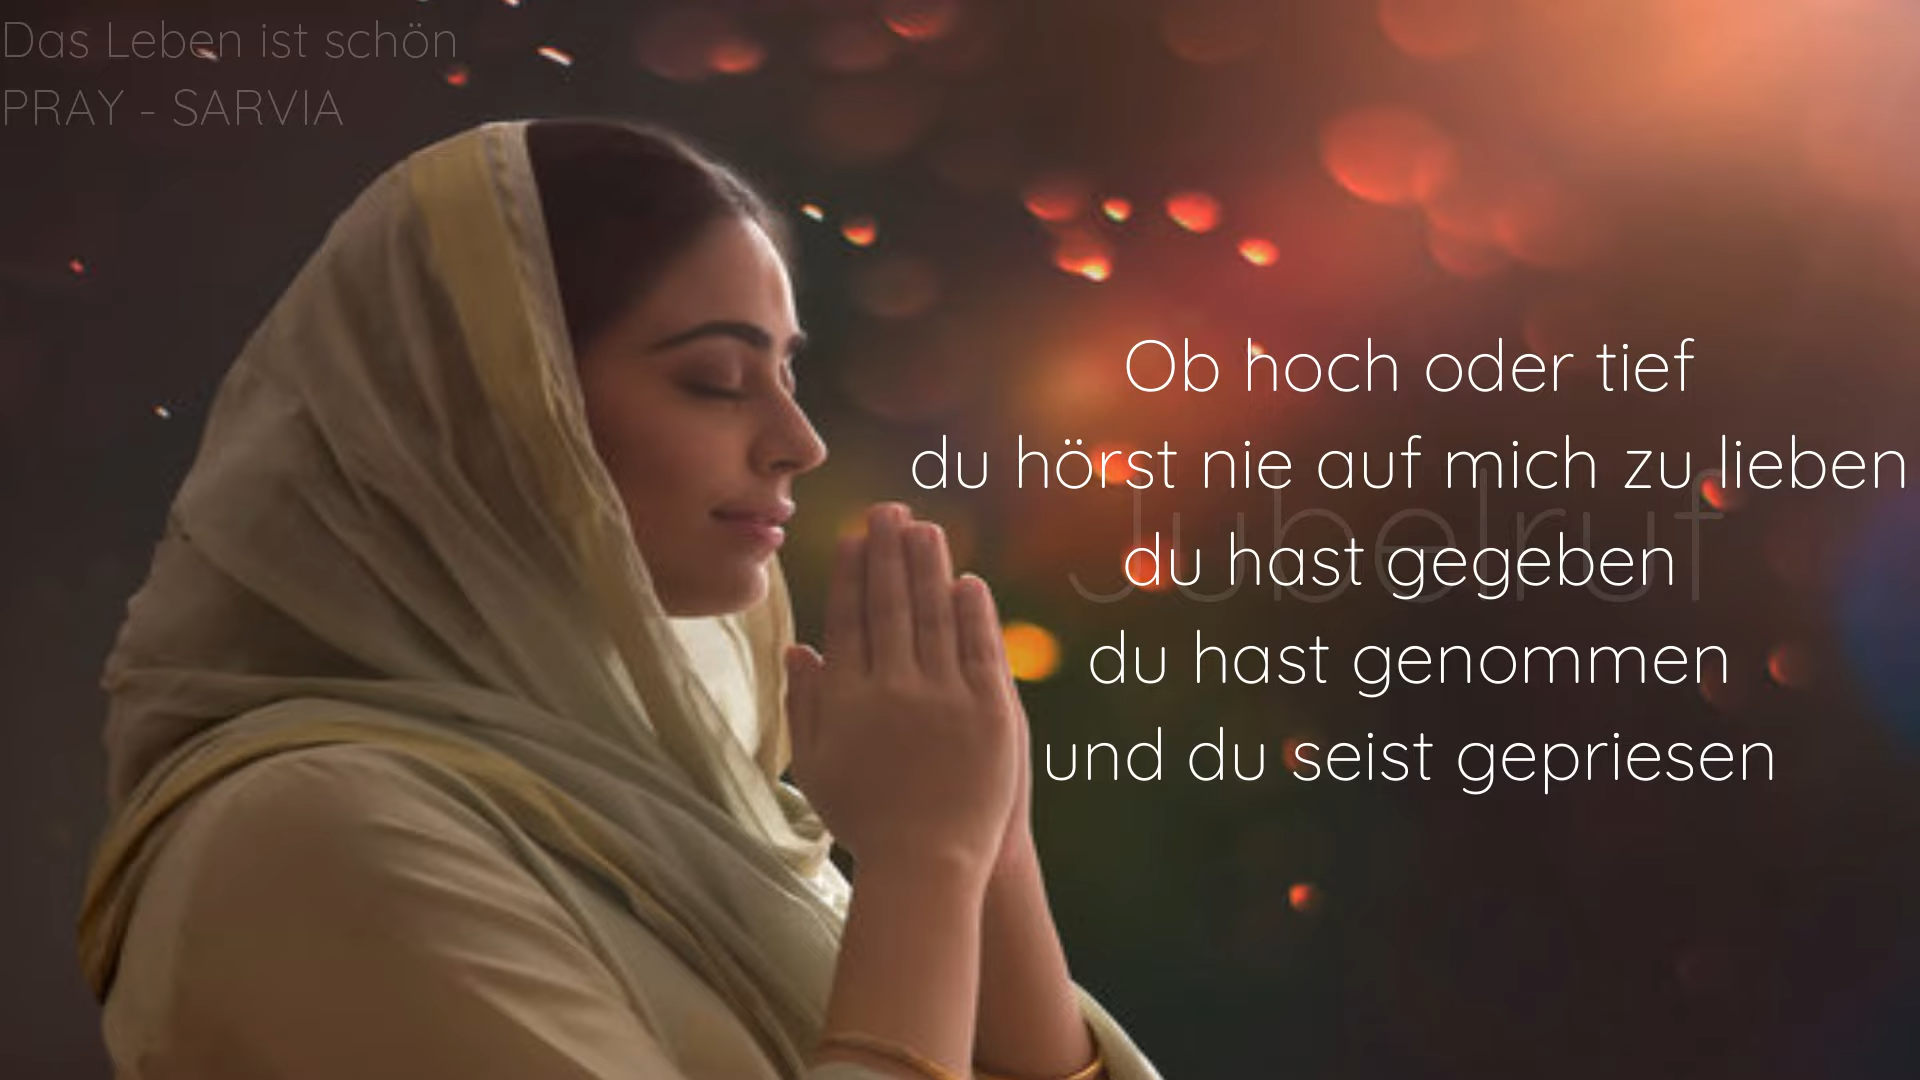 Das Leben ist schön
PRAY - SARVIA
Ob hoch oder tief
du hörst nie auf mich zu lieben
Jubelruf
du hast gegeben
du hast genommen
und du seist gepriesen